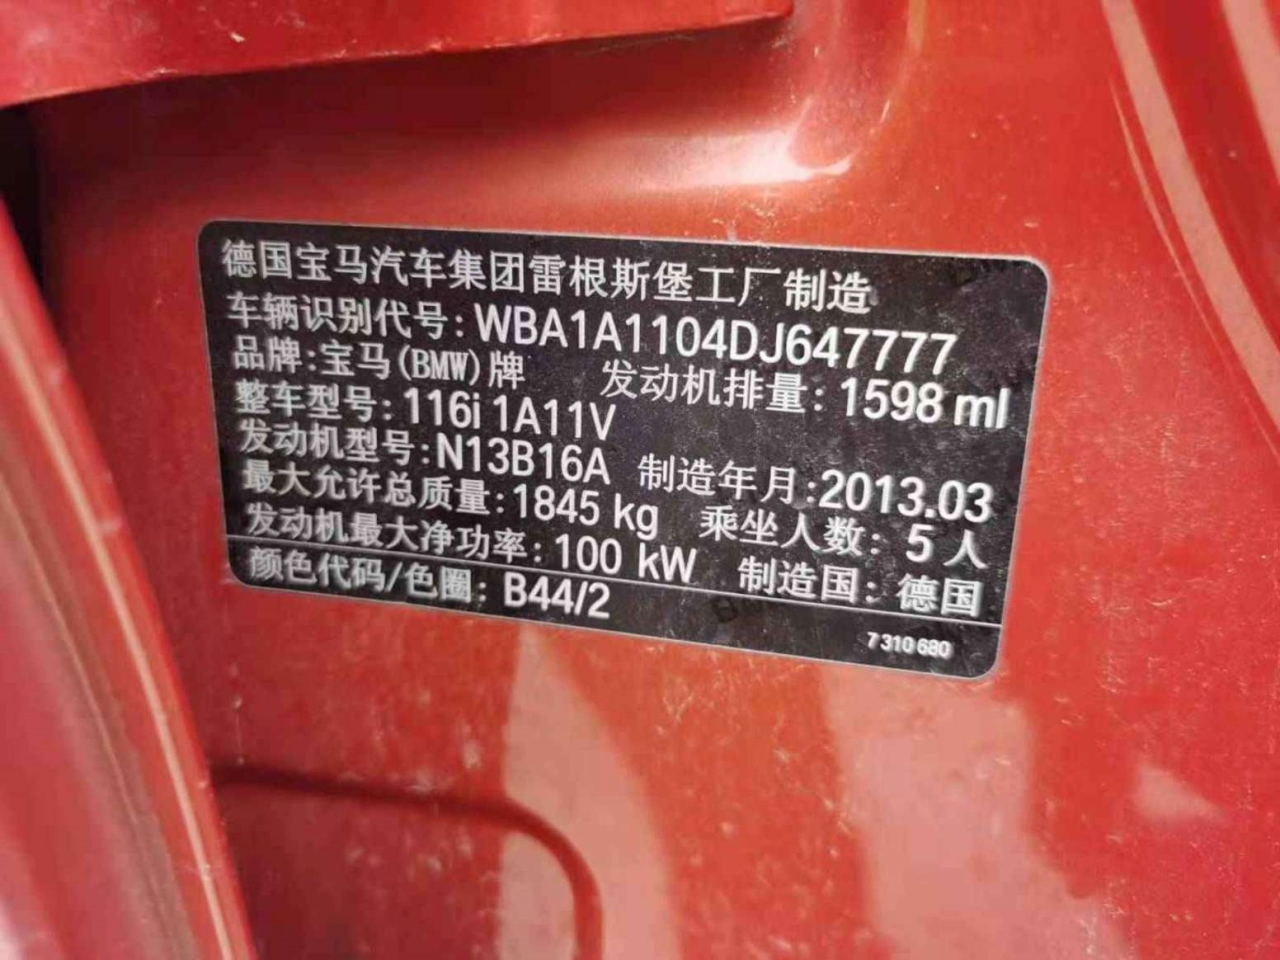 德国宝马汽车集团雷根斯堡工厂制造
车辆识别代号: WBA1A1104DJ647777
品牌: 宝马(BMW)牌 发动机排量: 1598 ml
整车型号: 116i 1A11V
发动机型号: N13B16A 制造年月: 2013.03
最大允许总质量: 1845 kg 乘坐人数: 5 人
发动机最大净功率: 100 kW 制造国: 德国
颜色代码/色圈: B44/2
7 310 680